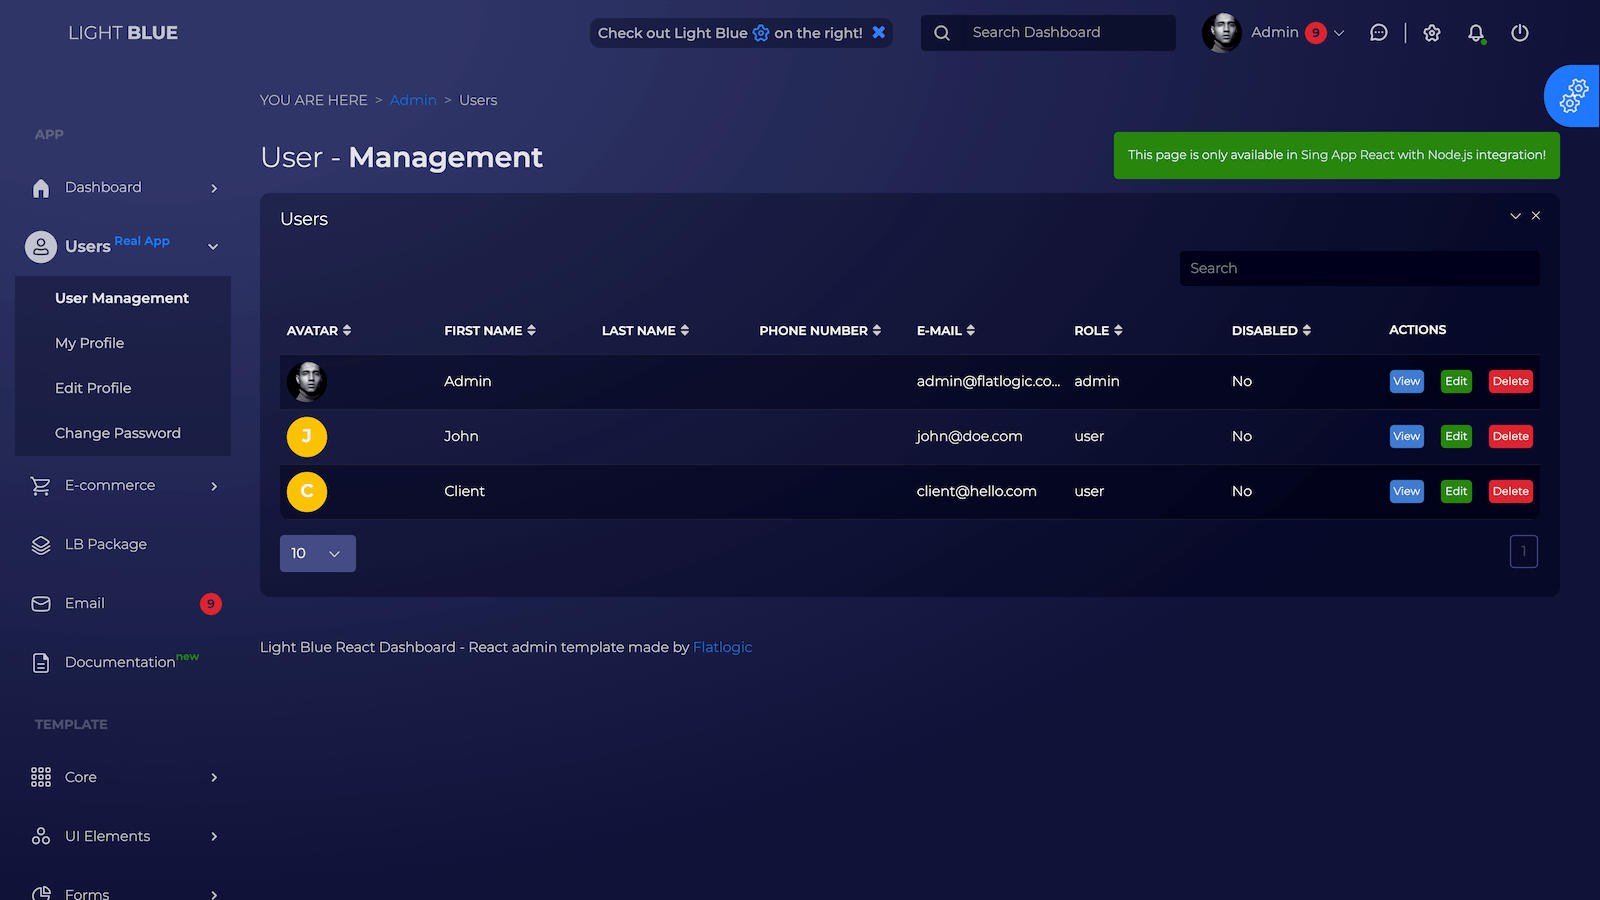 LIGHT BLUE
Check out Light Blue on the right!
Search Dashboard
Admin 9
YOU ARE HERE > Admin > Users
User - Management
This page is only available in Sing App React with Node.js integration!
APP
Dashboard
Users Real App
User Management
My Profile
Edit Profile
Change Password
E-commerce
LB Package
Email 9
Documentation new
TEMPLATE
Core
UI Elements
Forms
Users
Search
AVATAR FIRST NAME LAST NAME PHONE NUMBER E-MAIL ROLE DISABLED ACTIONS
Admin admin@flatlogic.co... admin No View Edit Delete
J John john@doe.com user No View Edit Delete
C Client client@hello.com user No View Edit Delete
10
1
Light Blue React Dashboard - React admin template made by Flatlogic